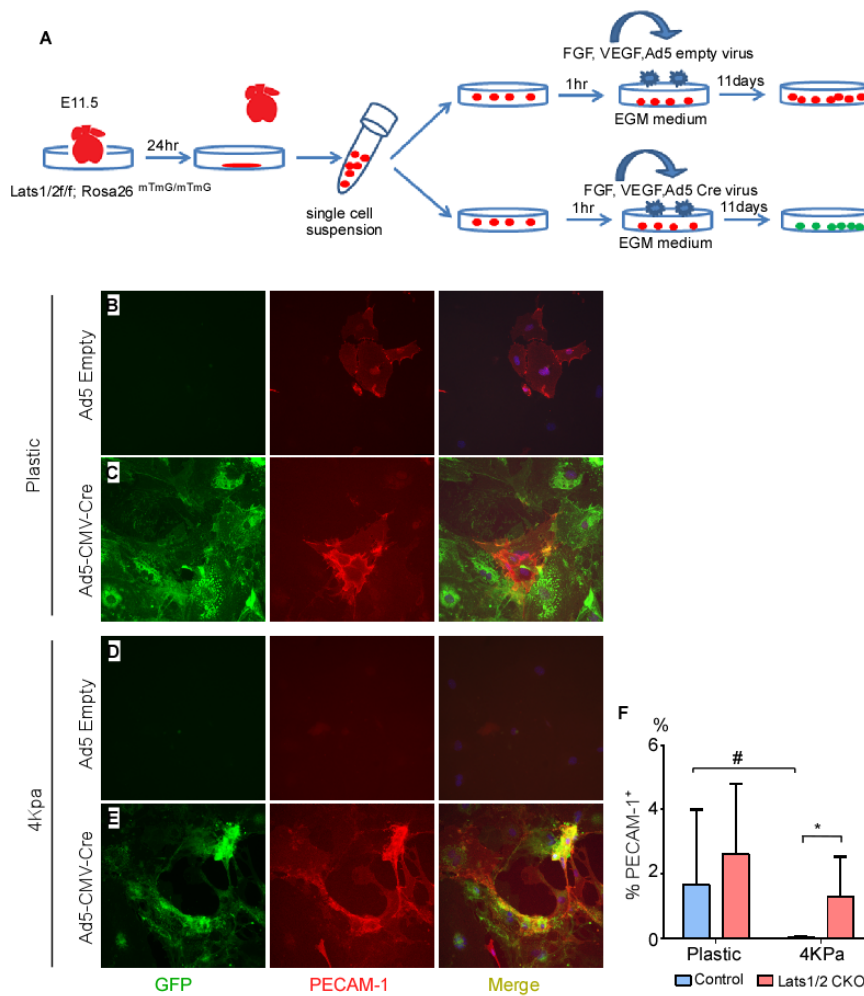 A
FGF, VEGF,Ad5 empty virus
E11.5
1hr
11days
24hr
EGM medium
Lats1/2f/f; Rosa26 mTmG/mTmG
FGF, VEGF,Ad5 Cre virus
single cell
suspension
1hr
11days
EGM medium
Plastic
Ad5 Empty
B
Ad5-CMV-Cre
C
4Kpa
Ad5 Empty
D
Ad5-CMV-Cre
E
GFP
PECAM-1
Merge
F
%
% PECAM-1+
6
4
2
0
#
*
Plastic
4KPa
Control
Lats1/2 CKO